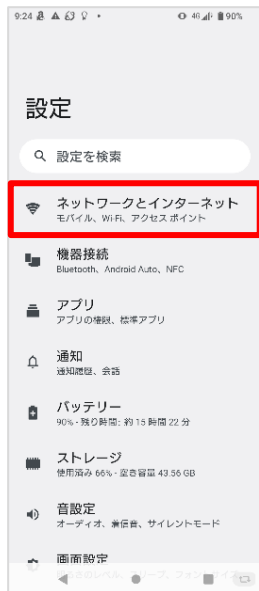 9:24
46 90%
設定
設定を検索
ネットワークとインターネット
モバイル、Wi-Fi、アクセス ポイント
機器接続
Bluetooth、Android Auto、NFC
アプリ
アプリの権限、標準アプリ
通知
通知履歴、会話
バッテリー
90% - 残り時間: 約 15 時間 22 分
ストレージ
使用済み 66% - 空き容量 43.56 GB
音設定
オーディオ、着信音、サイレントモード
画面設定